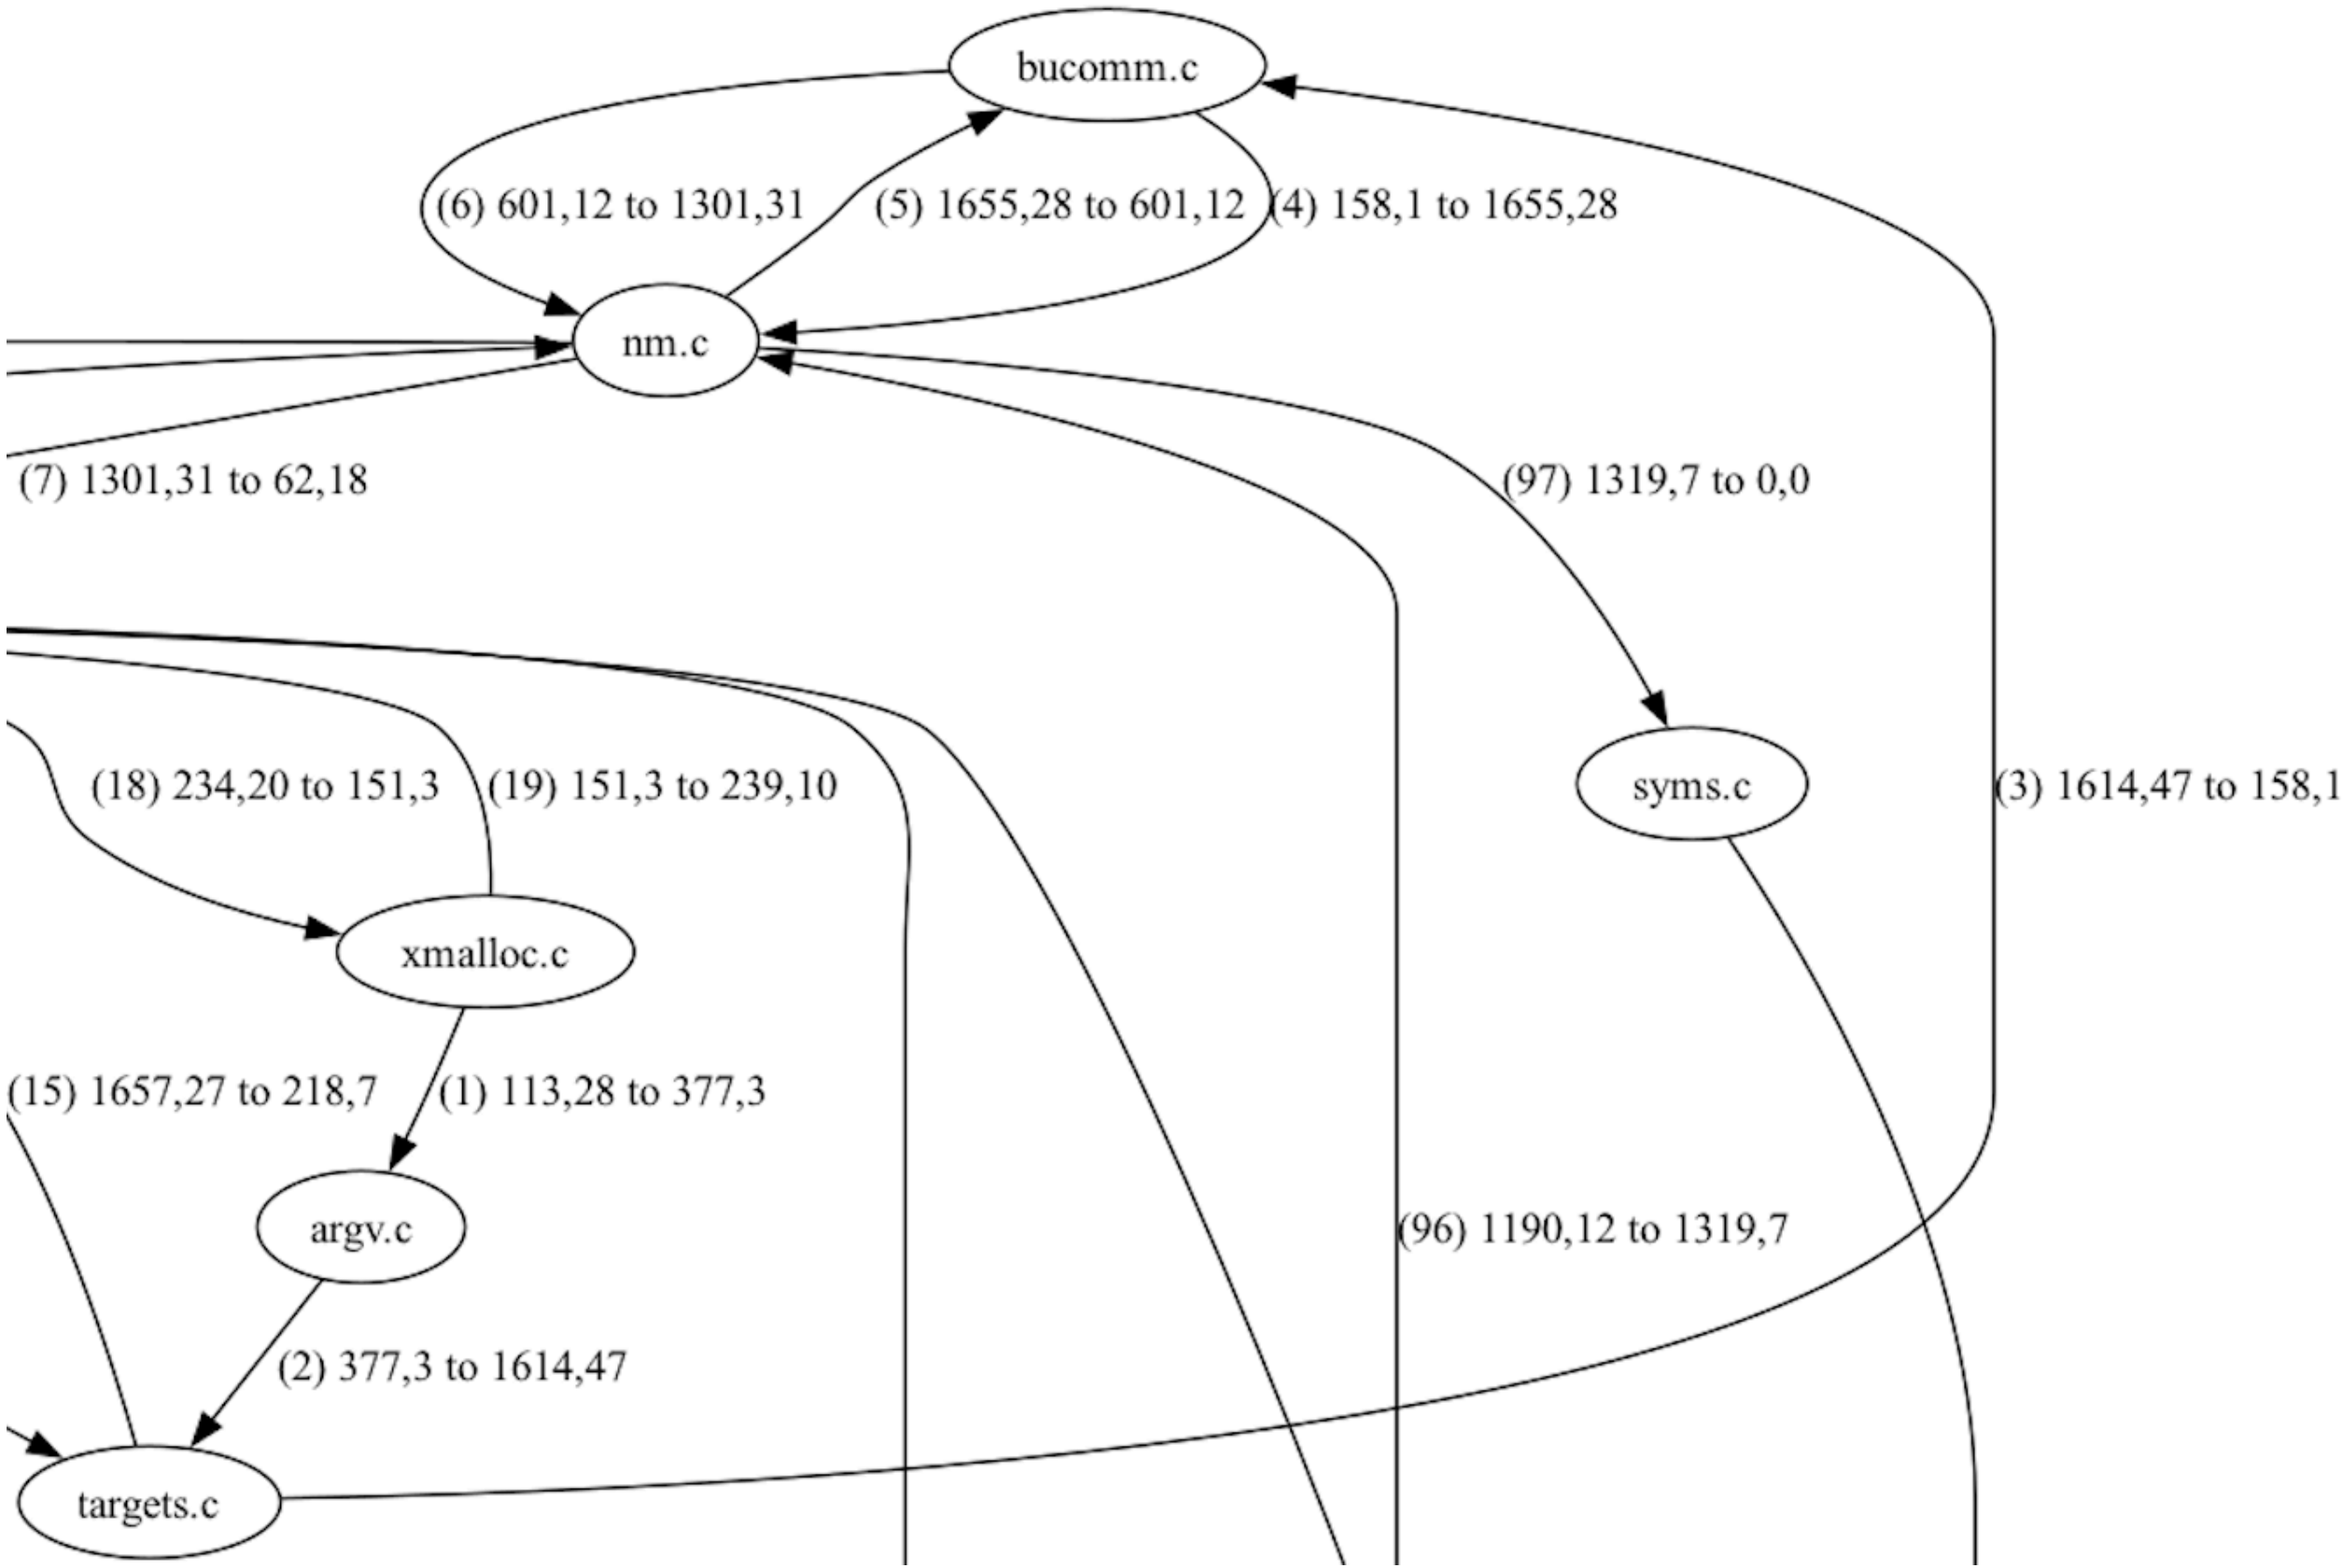 bucomm.c
(6) 601,12 to 1301,31
(5) 1655,28 to 601,12
(4) 158,1 to 1655,28
nm.c
(7) 1301,31 to 62,18
(97) 1319,7 to 0,0
(18) 234,20 to 151,3
(19) 151,3 to 239,10
syms.c
(3) 1614,47 to 158,1
xmalloc.c
(15) 1657,27 to 218,7
(1) 113,28 to 377,3
argv.c
(96) 1190,12 to 1319,7
(2) 377,3 to 1614,47
targets.c